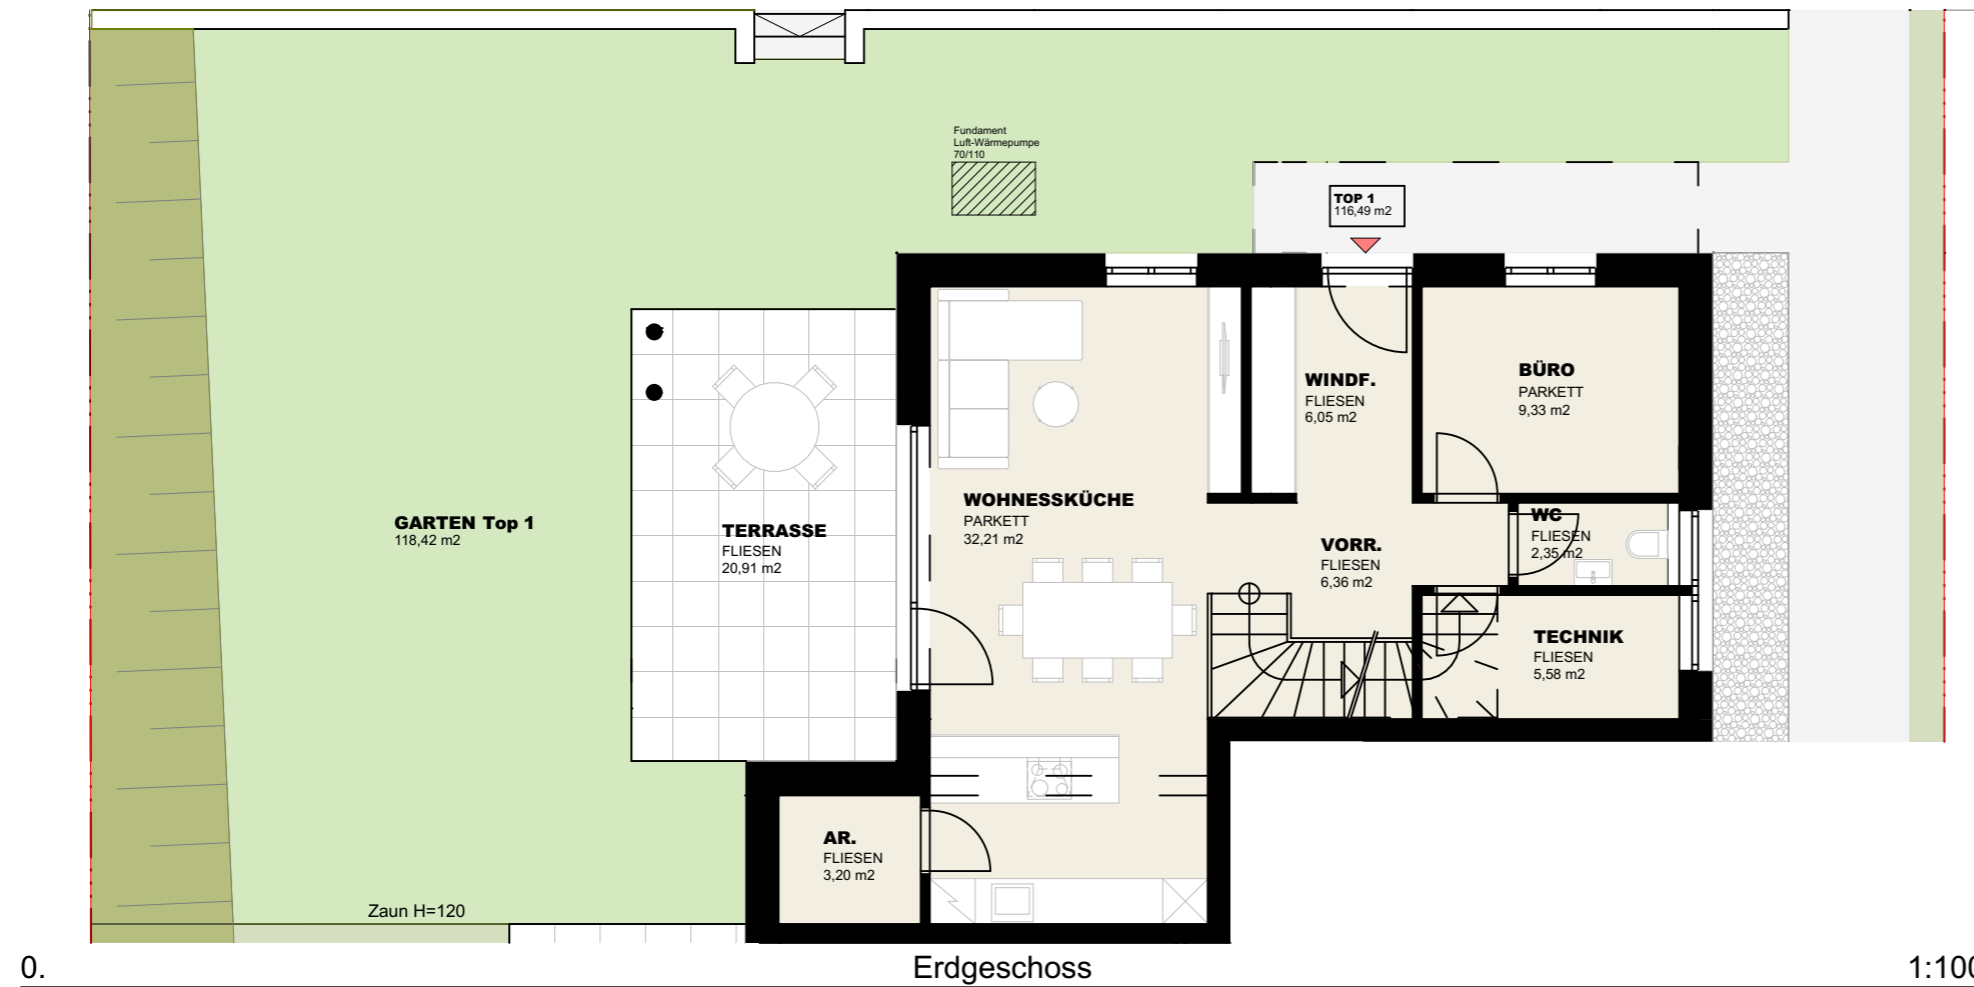 Fundament
Luft-Wärmepumpe
70/110
TOP 1
116,49 m2
BÜRO
PARKETT
9,33 m2
WINDF.
FLIESEN
6,05 m2
WOHNESSKÜCHE
PARKETT
32,21 m2
GARTEN Top 1
118,42 m2
TERRASSE
FLIESEN
20,91 m2
VORR.
FLIESEN
6,36 m2
WC
FLIESEN
2,35 m2
TECHNIK
FLIESEN
5,58 m2
AR.
FLIESEN
3,20 m2
Zaun H=120
0.
Erdgeschoss
1:100